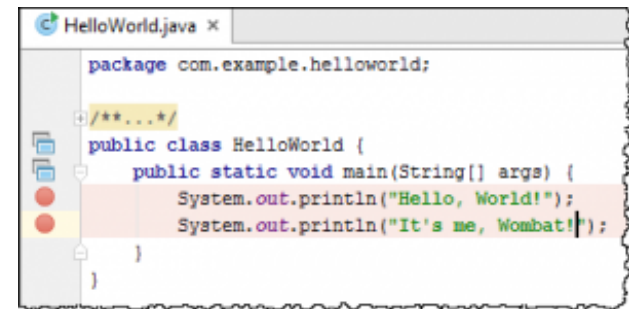 HelloWorld.java ×
package com.example.helloworld;
/**...*/
public class HelloWorld {
public static void main(String[] args) {
System.out.println("Hello, World!");
System.out.println("It's me, Wombat!");
}
}